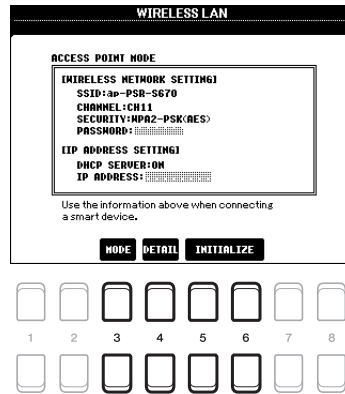 WIRELESS LAN
ACCESS POINT MODE
[WIRELESS NETWORK SETTING]
SSID:ap-PSR-S670
CHANNEL:CH11
SECURITY:WPA2-PSK(AES)
PASSWORD:
[IP ADDRESS SETTING]
DHCP SERVER:ON
IP ADDRESS:
Use the information above when connecting
a smart device.
MODE DETAIL INITIALIZE
1 2 3 4 5 6 7 8